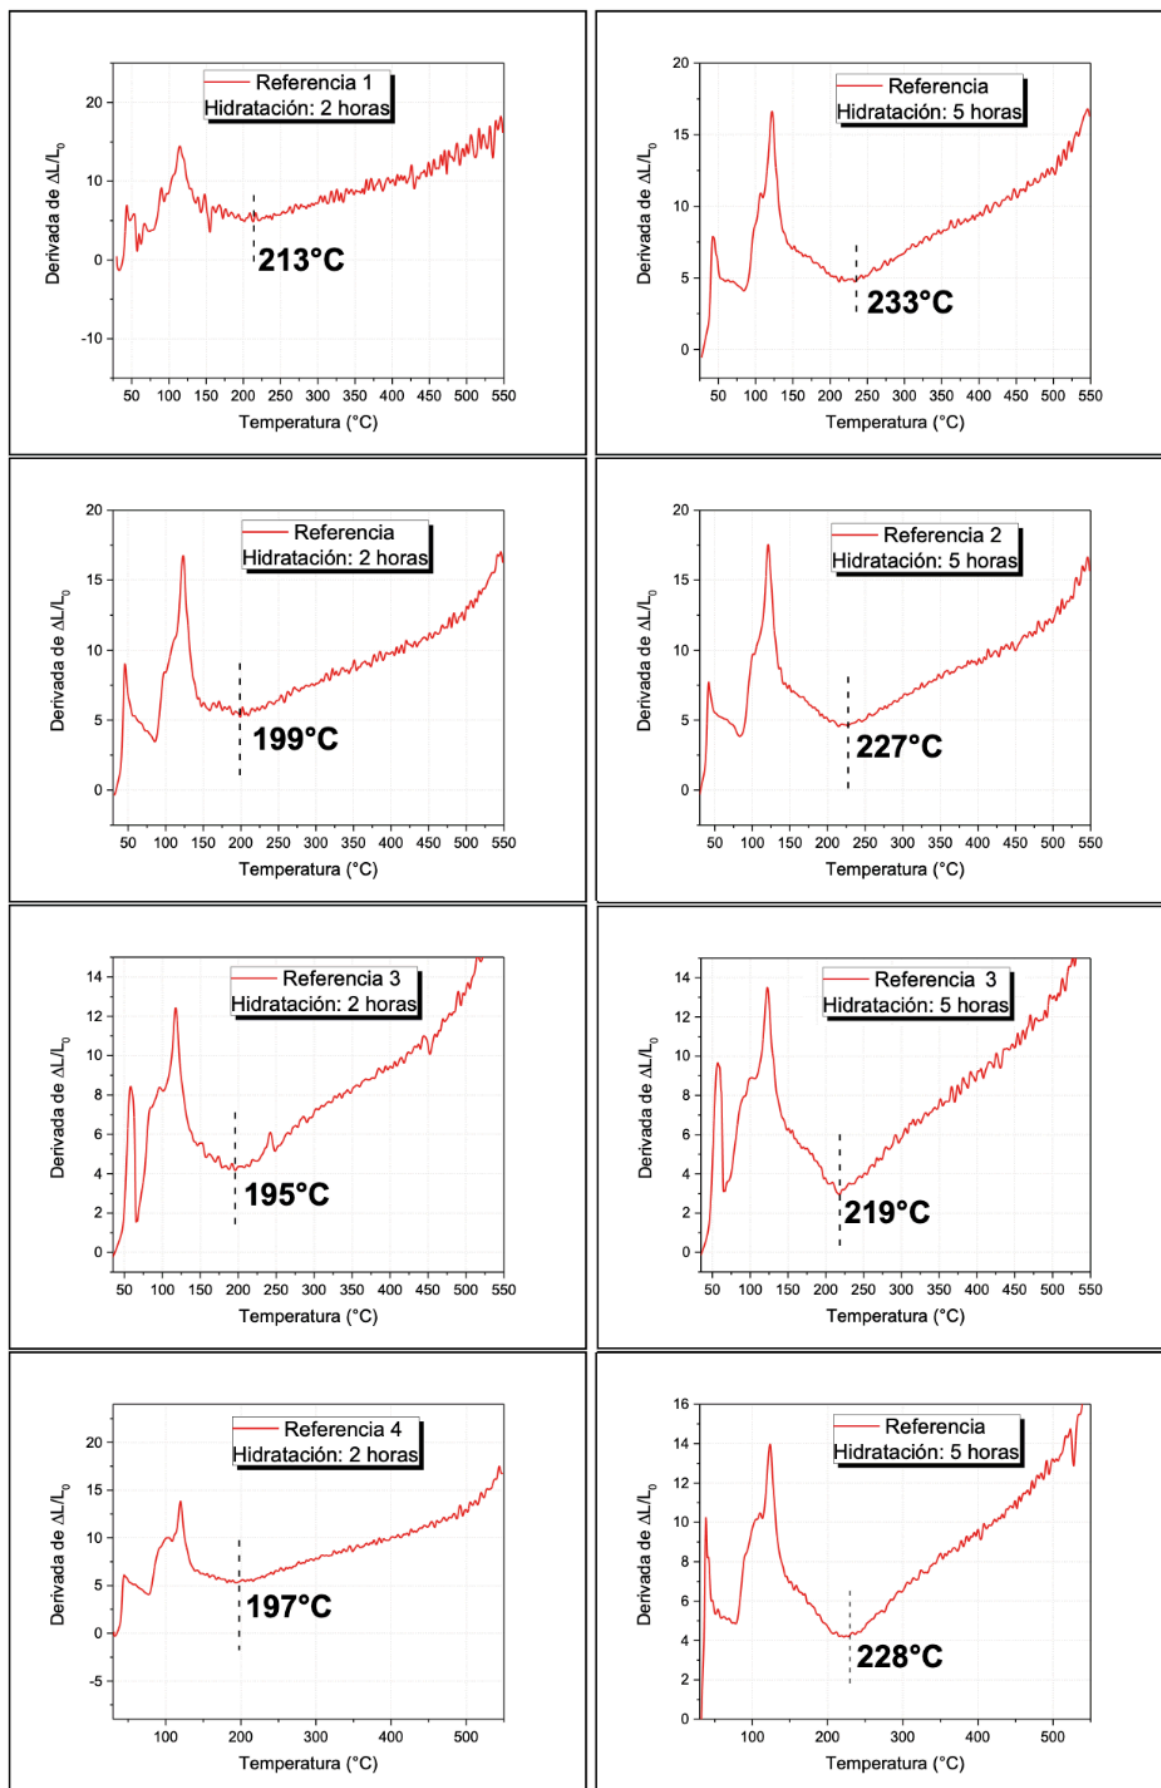 Referencia 1
Hidratación: 2 horas
Derivada de ΔL/L₀
20
10
0
-10
213°C
50 100 150 200 250 300 350 400 450 500 550
Temperatura (°C)
Referencia
Hidratación: 5 horas
Derivada de ΔL/L₀
20
15
10
5
0
233°C
50 100 150 200 250 300 350 400 450 500 550
Temperatura (°C)
Referencia
Hidratación: 2 horas
Derivada de ΔL/L₀
20
15
10
5
0
199°C
50 100 150 200 250 300 350 400 450 500 550
Temperatura (°C)
Referencia 2
Hidratación: 5 horas
Derivada de ΔL/L₀
20
15
10
5
0
227°C
50 100 150 200 250 300 350 400 450 500 550
Temperatura (°C)
Referencia 3
Hidratación: 2 horas
Derivada de ΔL/L₀
14
12
10
8
6
4
2
0
195°C
50 100 150 200 250 300 350 400 450 500 550
Temperatura (°C)
Referencia 3
Hidratación: 5 horas
Derivada de ΔL/L₀
14
12
10
8
6
4
2
0
219°C
50 100 150 200 250 300 350 400 450 500 550
Temperatura (°C)
Referencia 4
Hidratación: 2 horas
Derivada de ΔL/L₀
20
15
10
5
0
-5
197°C
100 200 300 400 500
Temperatura (°C)
Referencia
Hidratación: 5 horas
Derivada de ΔL/L₀
16
14
12
10
8
6
4
2
0
228°C
100 200 300 400 500
Temperatura (°C)